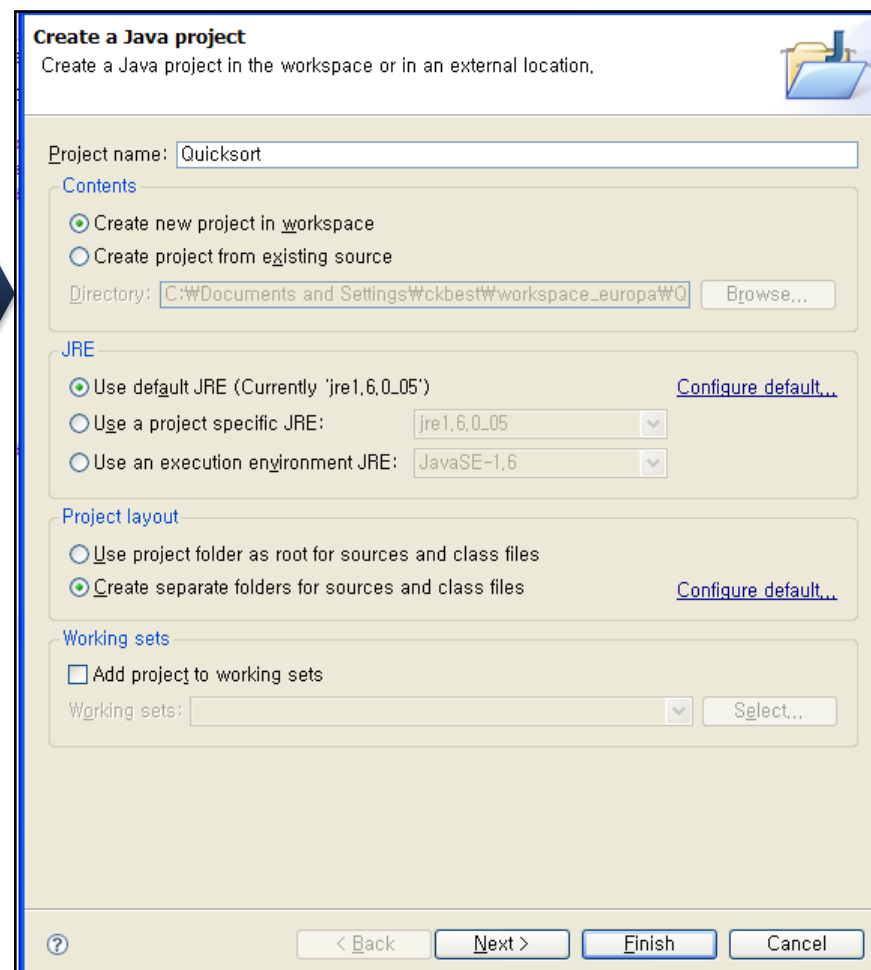 Create a Java project
Create a Java project in the workspace or in an external location,
Project name: Quicksort
Contents
Create new project in workspace
Create project from existing source
Directory: C:₩Documents and Settings₩ckbest₩workspace_europa₩Q Browse,,,
JRE
Use default JRE (Currently 'jre1,6,0_05') Configure default,,,
Use a project specific JRE: jre1,6,0_05
Use an execution environment JRE: JavaSE-1,6
Project layout
Use project folder as root for sources and class files
Create separate folders for sources and class files Configure default,,,
Working sets
Add project to working sets
Working sets: Select,,,
? < Back Next > Finish Cancel